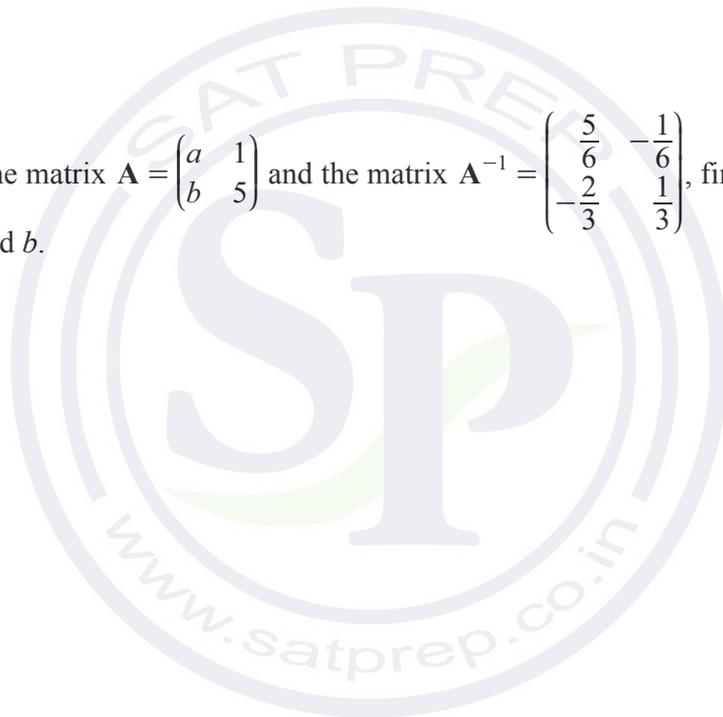 SAT PREP
he matrix A = (a 1; b 5) and the matrix A⁻¹ = (5/6 −1/6; −2/3 1/3), fin
d b.
SP
www.satprep.co.in